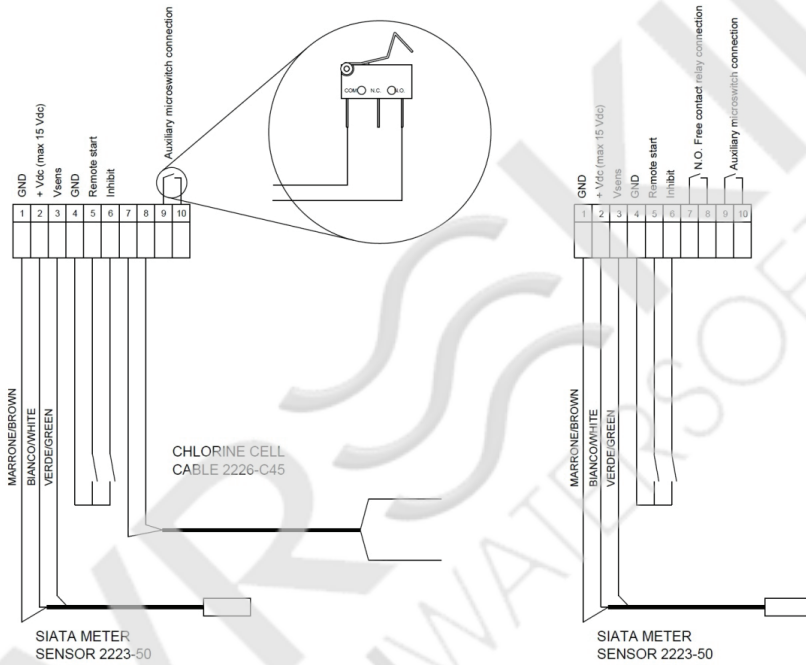 GND
+ Vdc (max 15 Vdc)
Vsens
GND
Remote start
Inhibit
Auxiliary microswitch connection
1 2 3 4 5 6 7 8 9 10
COM N.C. N.O.
MARRONE/BROWN
BIANCO/WHITE
VERDE/GREEN
CHLORINE CELL
CABLE 2226-C45
SIATA METER
SENSOR 2223-50
GND
+ Vdc (max 15 Vdc)
Vsens
GND
Remote start
Inhibit
N.O. Free contact relay connection
Auxiliary microswitch connection
1 2 3 4 5 6 7 8 9 10
MARRONE/BROWN
BIANCO/WHITE
VERDE/GREEN
SIATA METER
SENSOR 2223-50